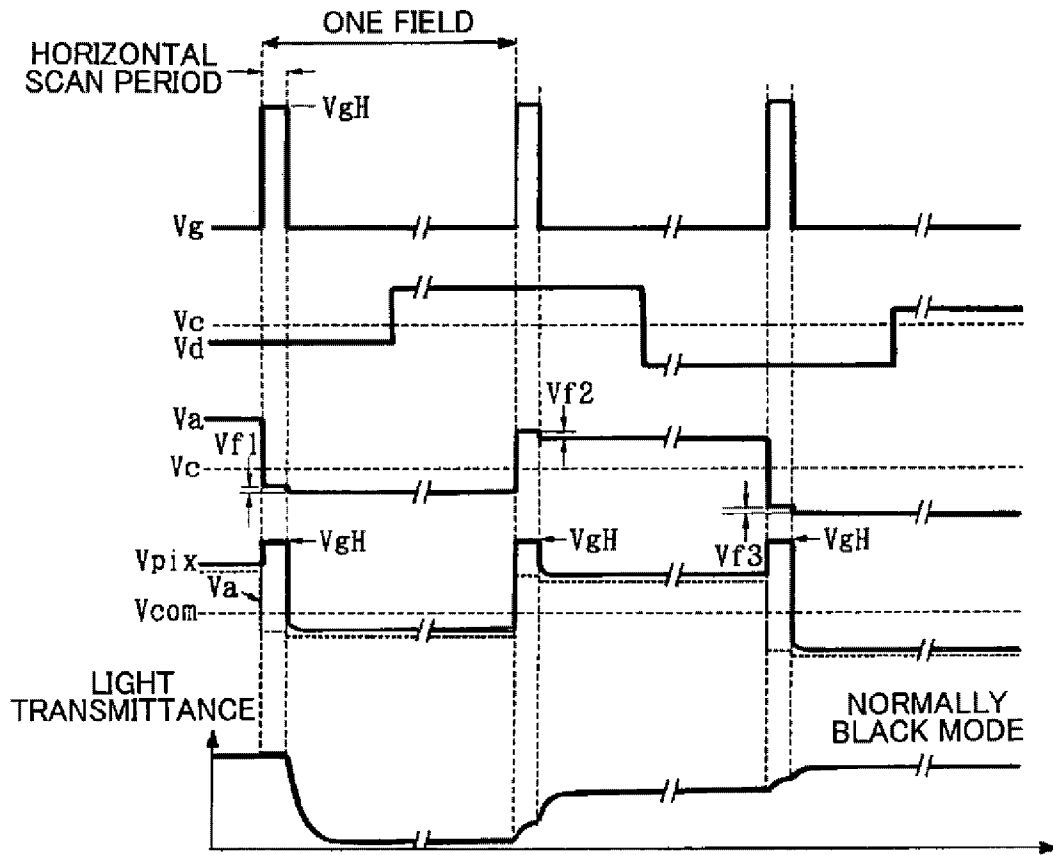 ONE FIELD
HORIZONTAL
SCAN PERIOD
VgH
Vg
Vc
Vd
Vf2
Va
Vf1
Vc
VgH
VgH
VgH
Vf3
Vpix
Va
Vcom
LIGHT
TRANSMITTANCE
NORMALLY
BLACK MODE